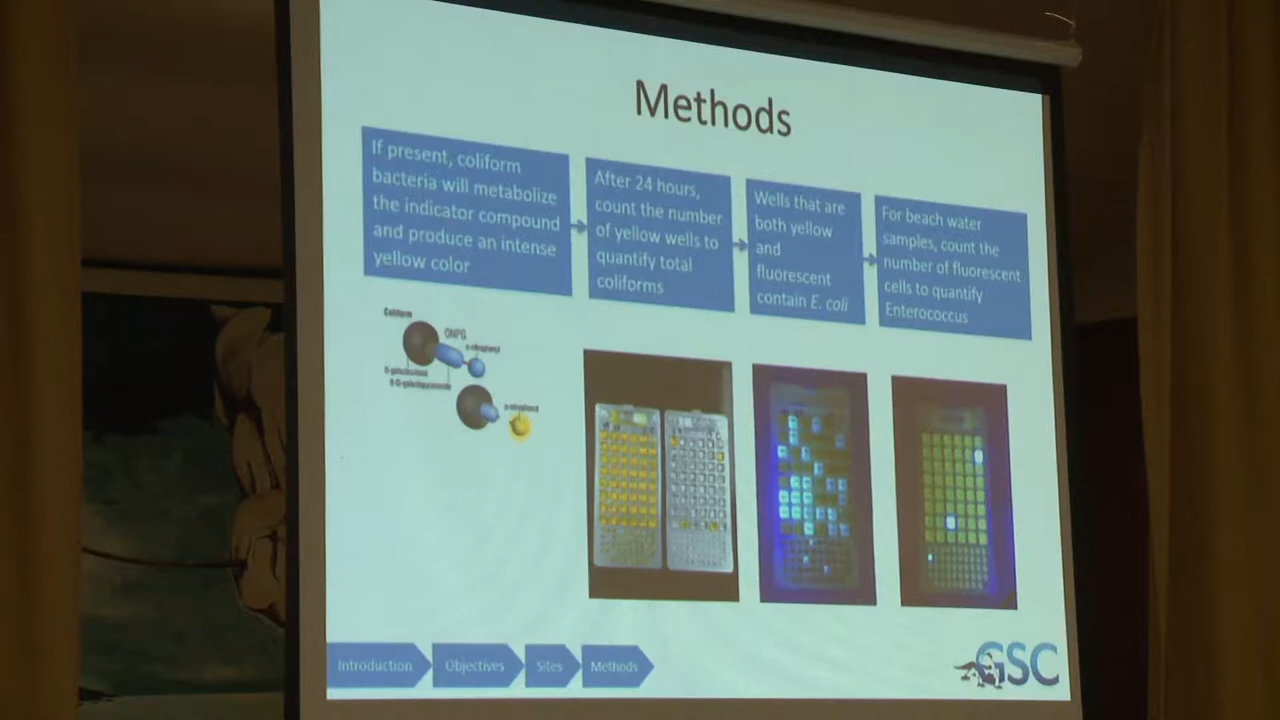 Methods
If present, coliform
bacteria will metabolize
the indicator compound
and produce an intense
yellow color
After 24 hours,
count the number
of yellow wells to
quantify total
coliforms
Wells that are
both yellow
and
fluorescent
contain E. coli
For beach water
samples, count the
number of fluorescent
cells to quantify
Enterococcus
Coliform
ONPG
o-nitrophenyl
o-nitrophenyl
Introduction
Objectives
Sites
Methods
GSC